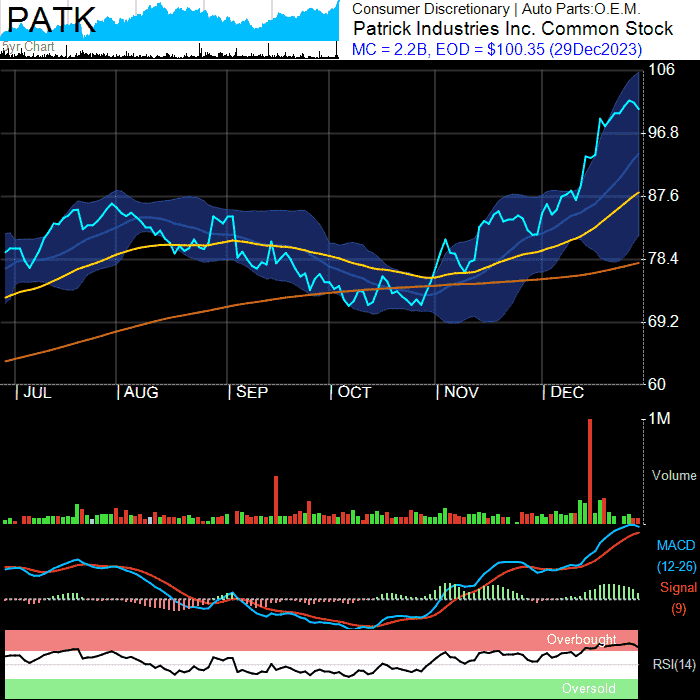 PATK
5yr Chart
Consumer Discretionary | Auto Parts:O.E.M.
Patrick Industries Inc. Common Stock
MC = 2.2B, EOD = $100.35 (29Dec2023)
106
96.8
87.6
78.4
69.2
60
| JUL | AUG | SEP | OCT | NOV | DEC
1M
Volume
MACD
(12-26)
Signal
(9)
Overbought
RSI(14)
Oversold